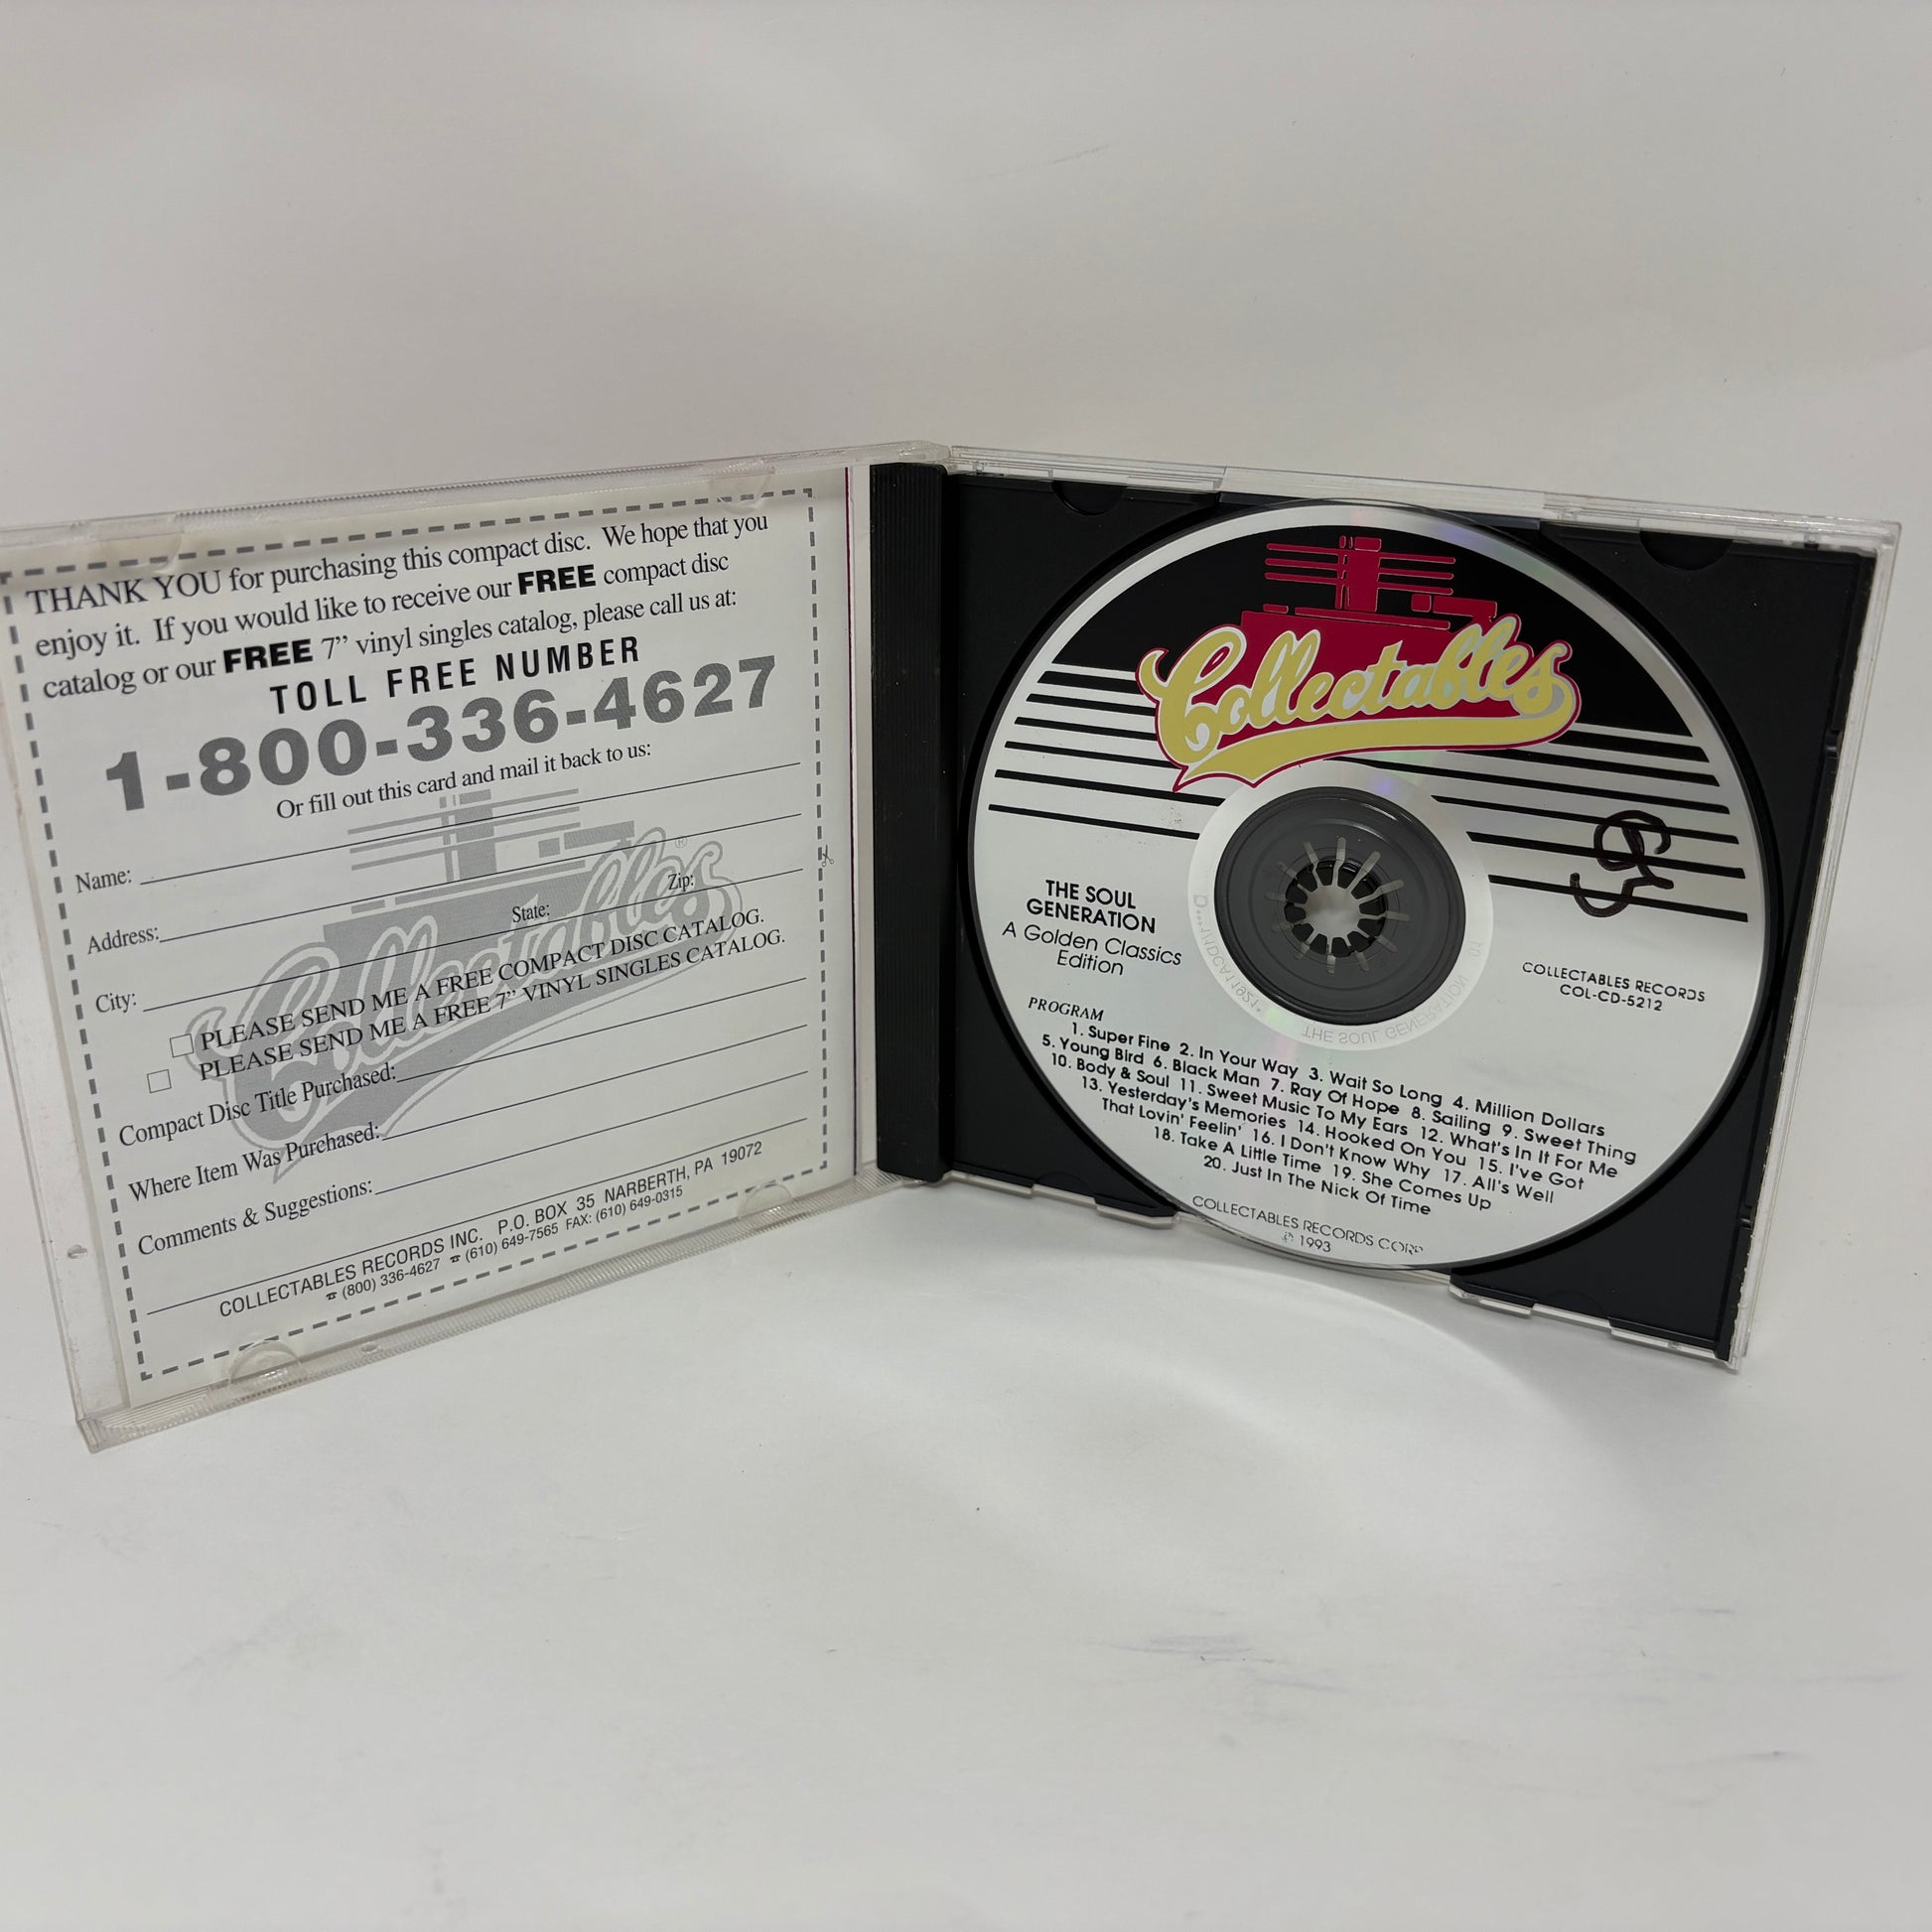 THANK YOU for purchasing this compact disc. We hope that you
enjoy it. If you would like to receive our FREE compact disc
catalog or our FREE 7” vinyl singles catalog, please call us at:
TOLL FREE NUMBER
1-800-336-4627
Or fill out this card and mail it back to us:
Name:
Address:
City: State: Zip:
PLEASE SEND ME A FREE COMPACT DISC CATALOG.
PLEASE SEND ME A FREE 7” VINYL SINGLES CATALOG.
Collectables®
Compact Disc Title Purchased:
Where Item Was Purchased:
Comments & Suggestions:
COLLECTABLES RECORDS INC. P.O. BOX 35 NARBERTH, PA 19072
☎ (800) 336-4627 ☎ (610) 649-7565 FAX: (610) 649-0315
Collectables
THE SOUL
GENERATION
A Golden Classics
Edition
COLLECTABLES RECORDS
COL-CD-5212
THE SOUL GENERATION
PROGRAM
1. Super Fine 2. In Your Way 3. Wait So Long 4. Million Dollars
5. Young Bird 6. Black Man 7. Ray Of Hope 8. Sailing 9. Sweet Thing
10. Body & Soul 11. Sweet Music To My Ears 12. What's In It For Me
13. Yesterday's Memories 14. Hooked On You 15. I've Got
That Lovin' Feelin' 16. I Don't Know Why 17. All's Well
18. Take A Little Time 19. She Comes Up
20. Just In The Nick Of Time
COLLECTABLES RECORDS CORP
℗ 1993